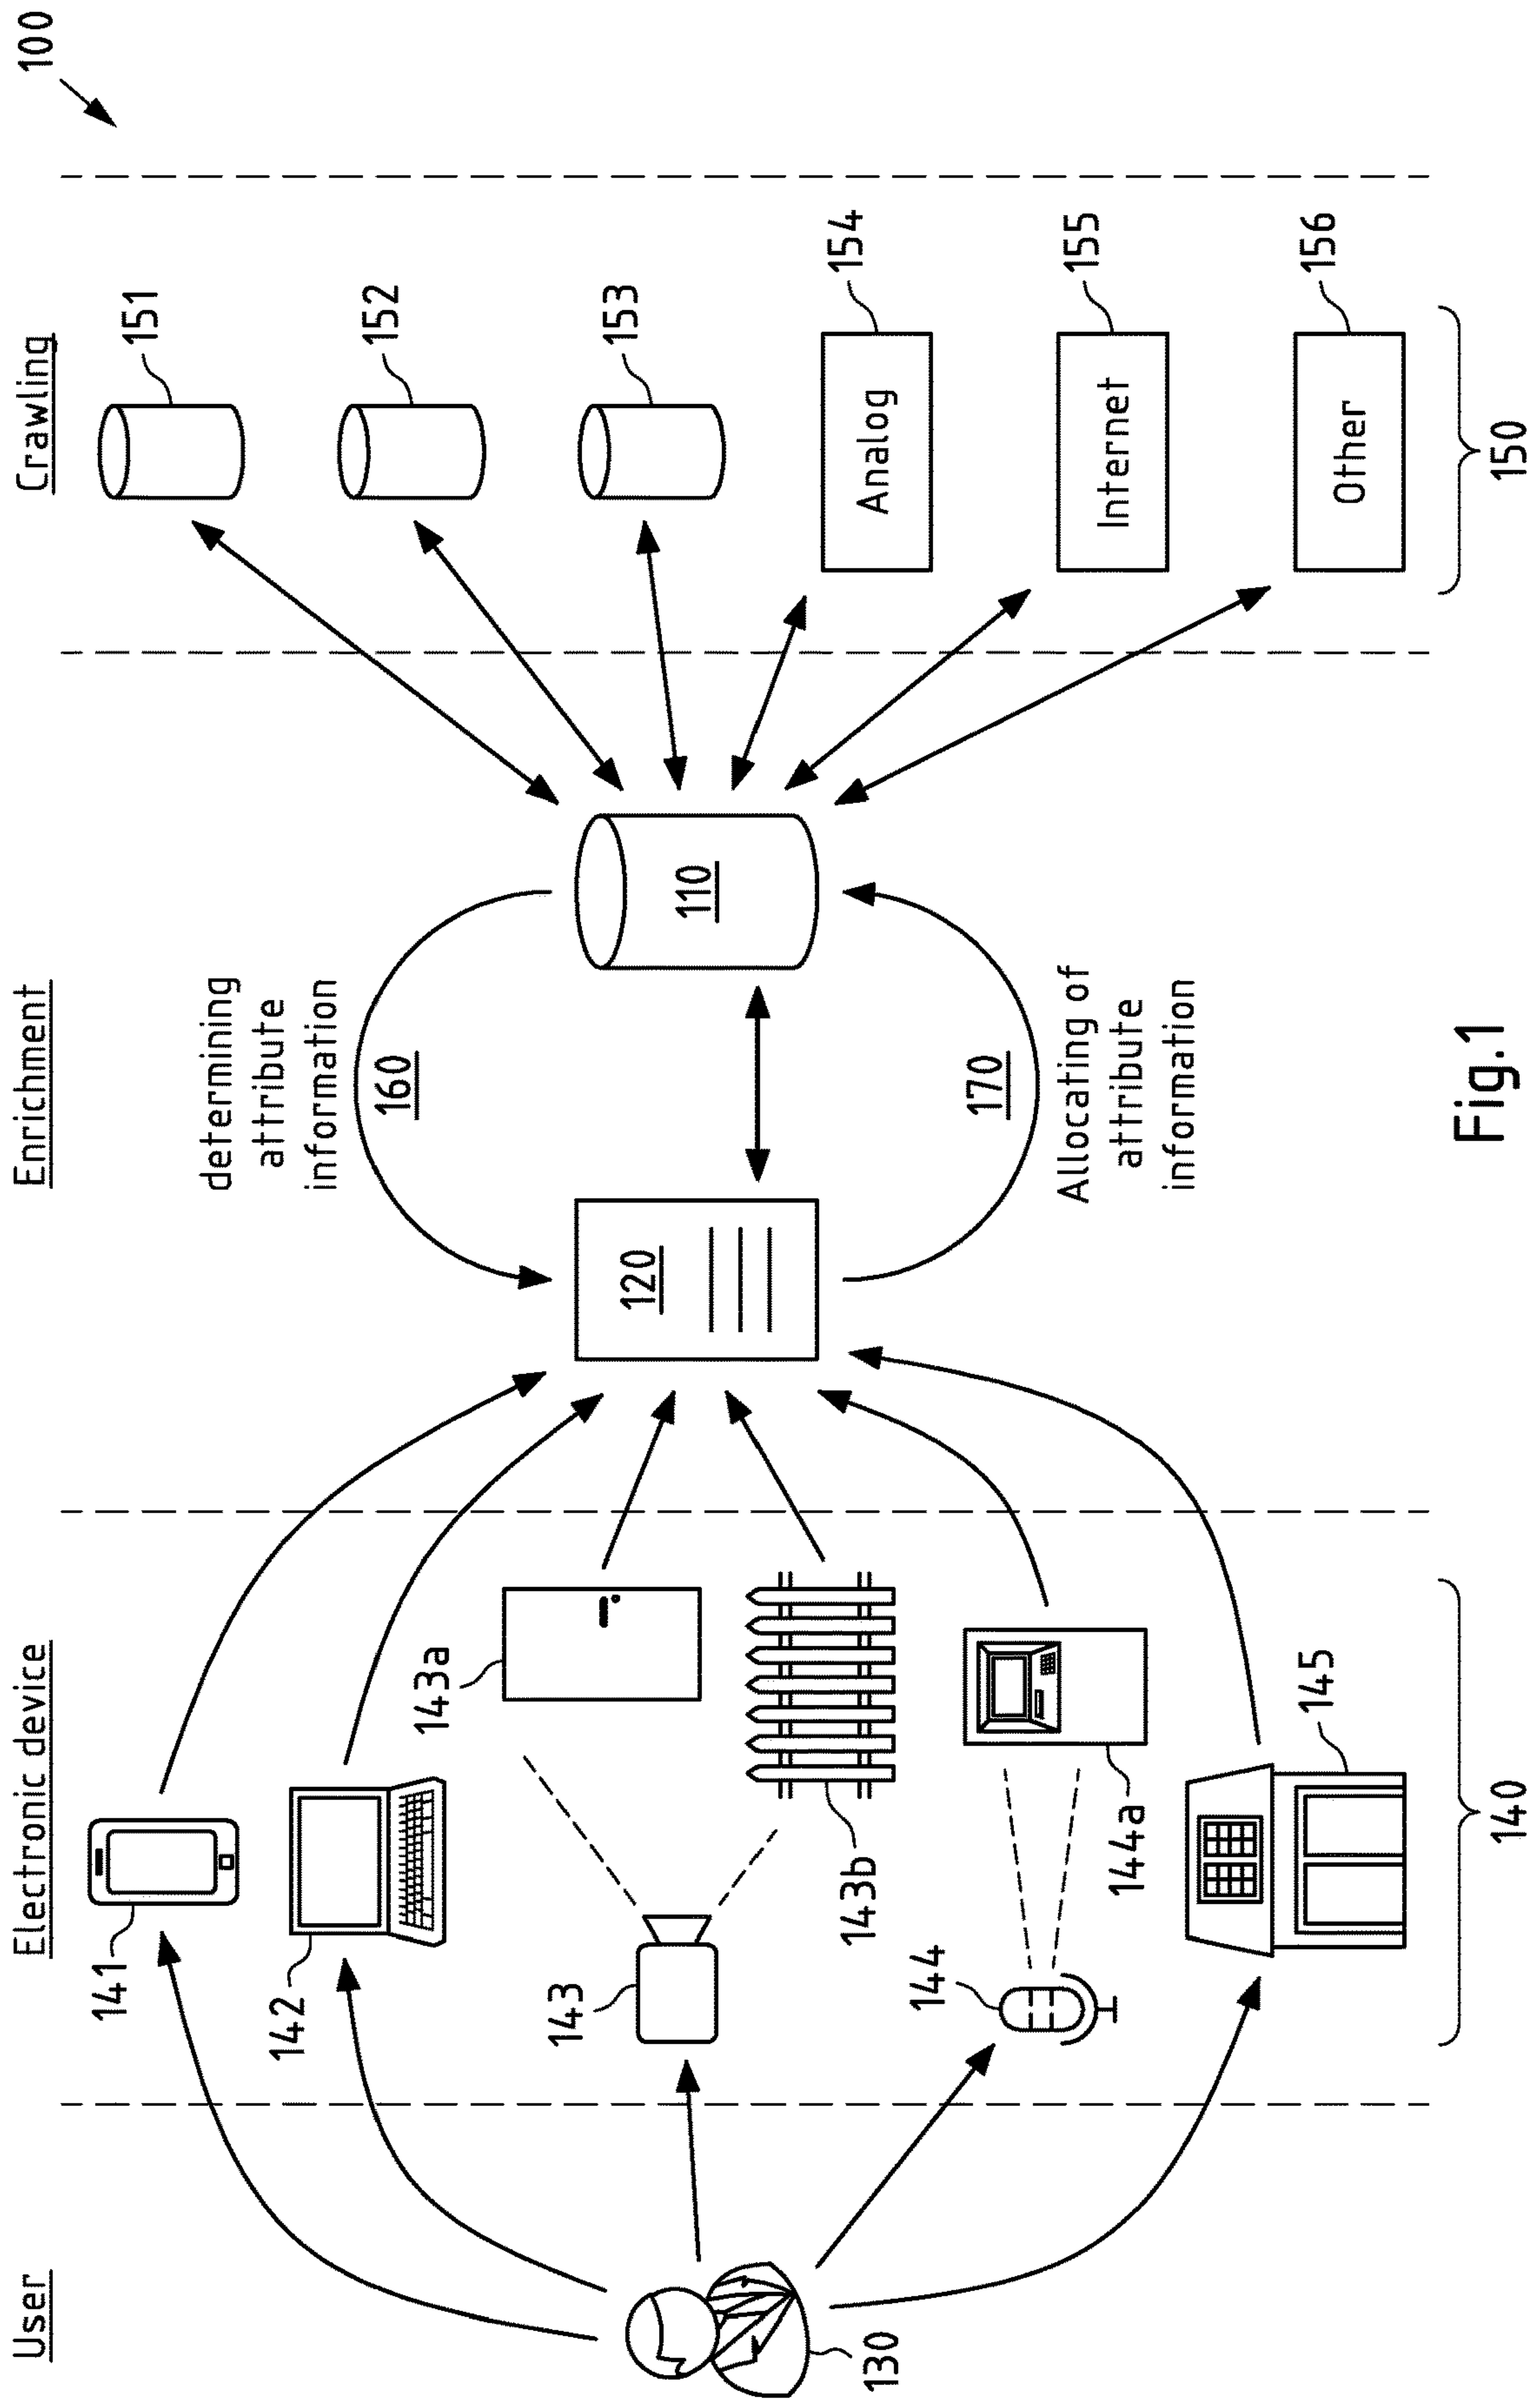 100
User
Electronic device
Enrichment
Crawling
141
142
143
143a
143b
144
144a
145
130
140
determining
attribute
information
160
120
110
170
Allocating of
attribute
information
151
152
153
154
Analog
155
Internet
156
Other
150
Fig.1